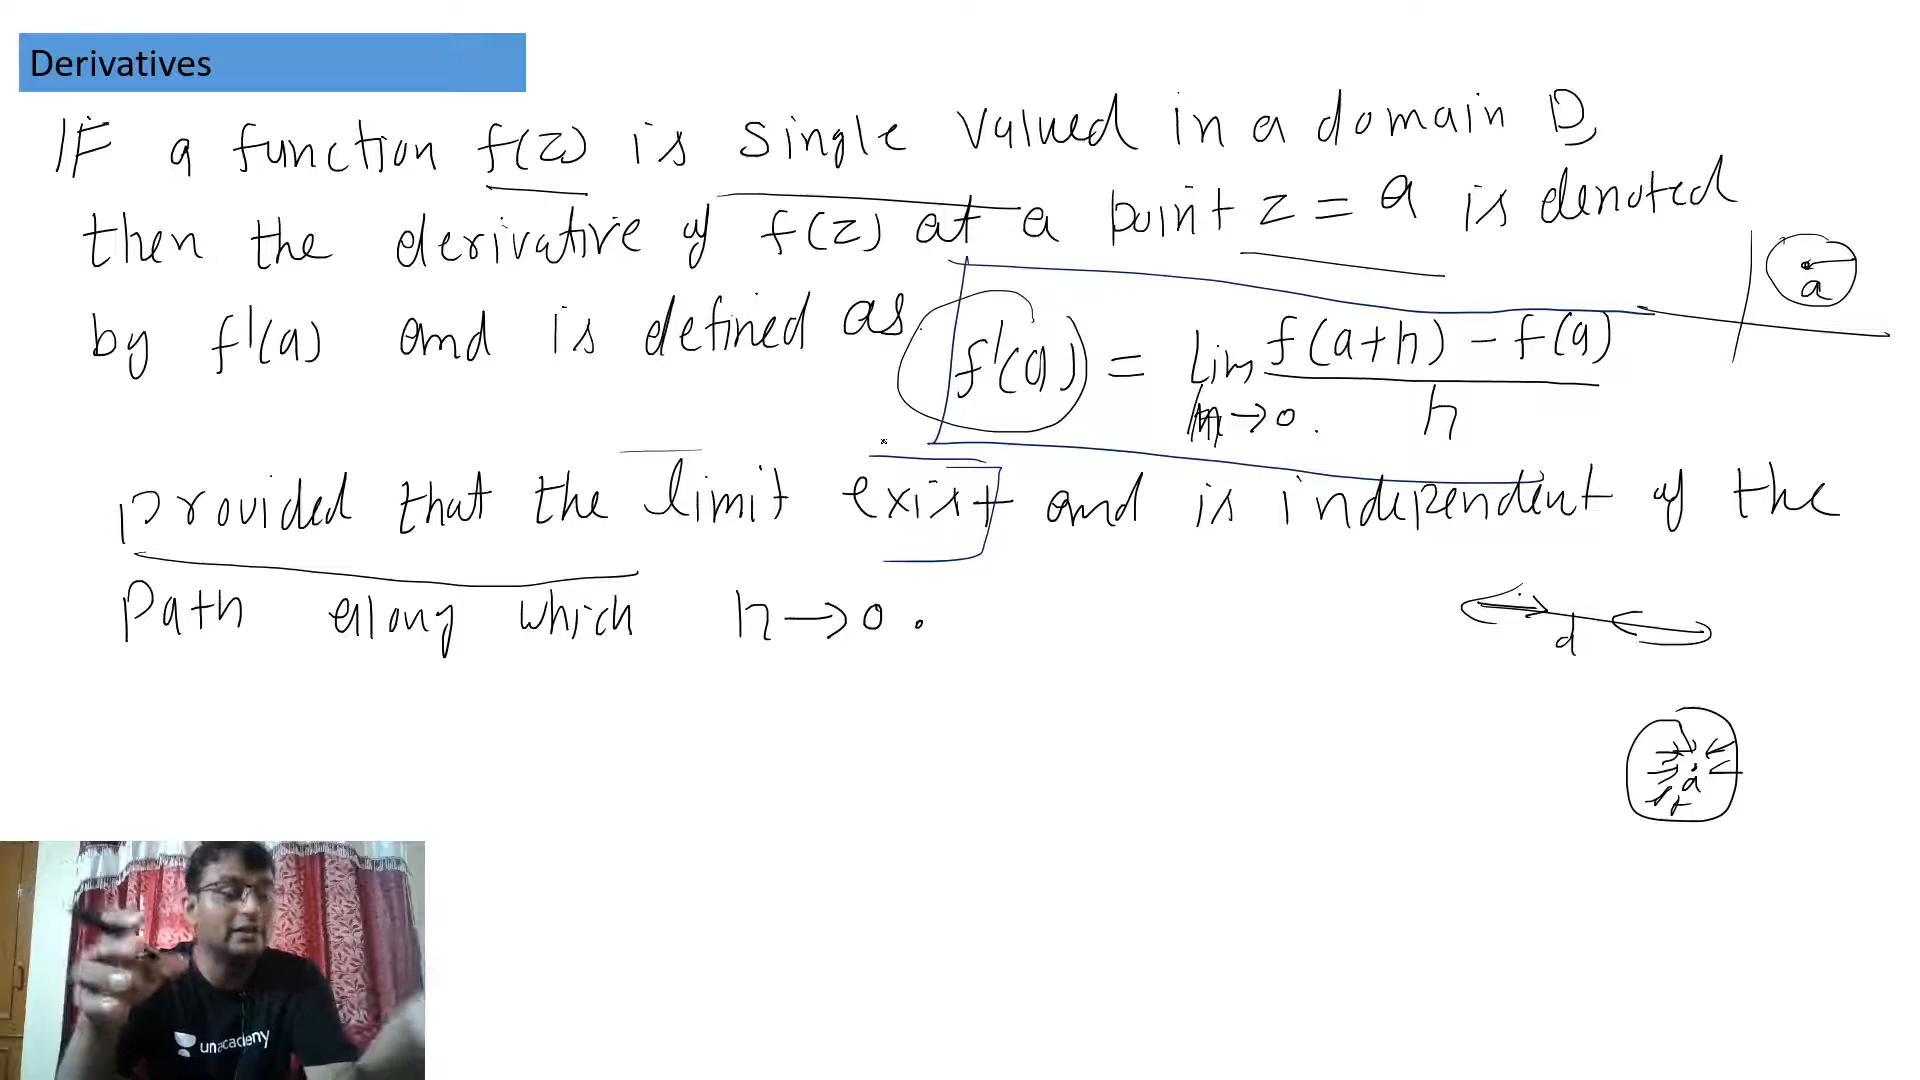 Derivatives
IF a function f(z) is single valued in a domain D,
then the derivative of f(z) at a point z = a is denoted
a
by f'(a) and is defined as f'(a) = lim f(a+h) - f(a)
h→0. h
provided that the limit exist and is independent of the
Path along which h→0.
d
a
unacademy